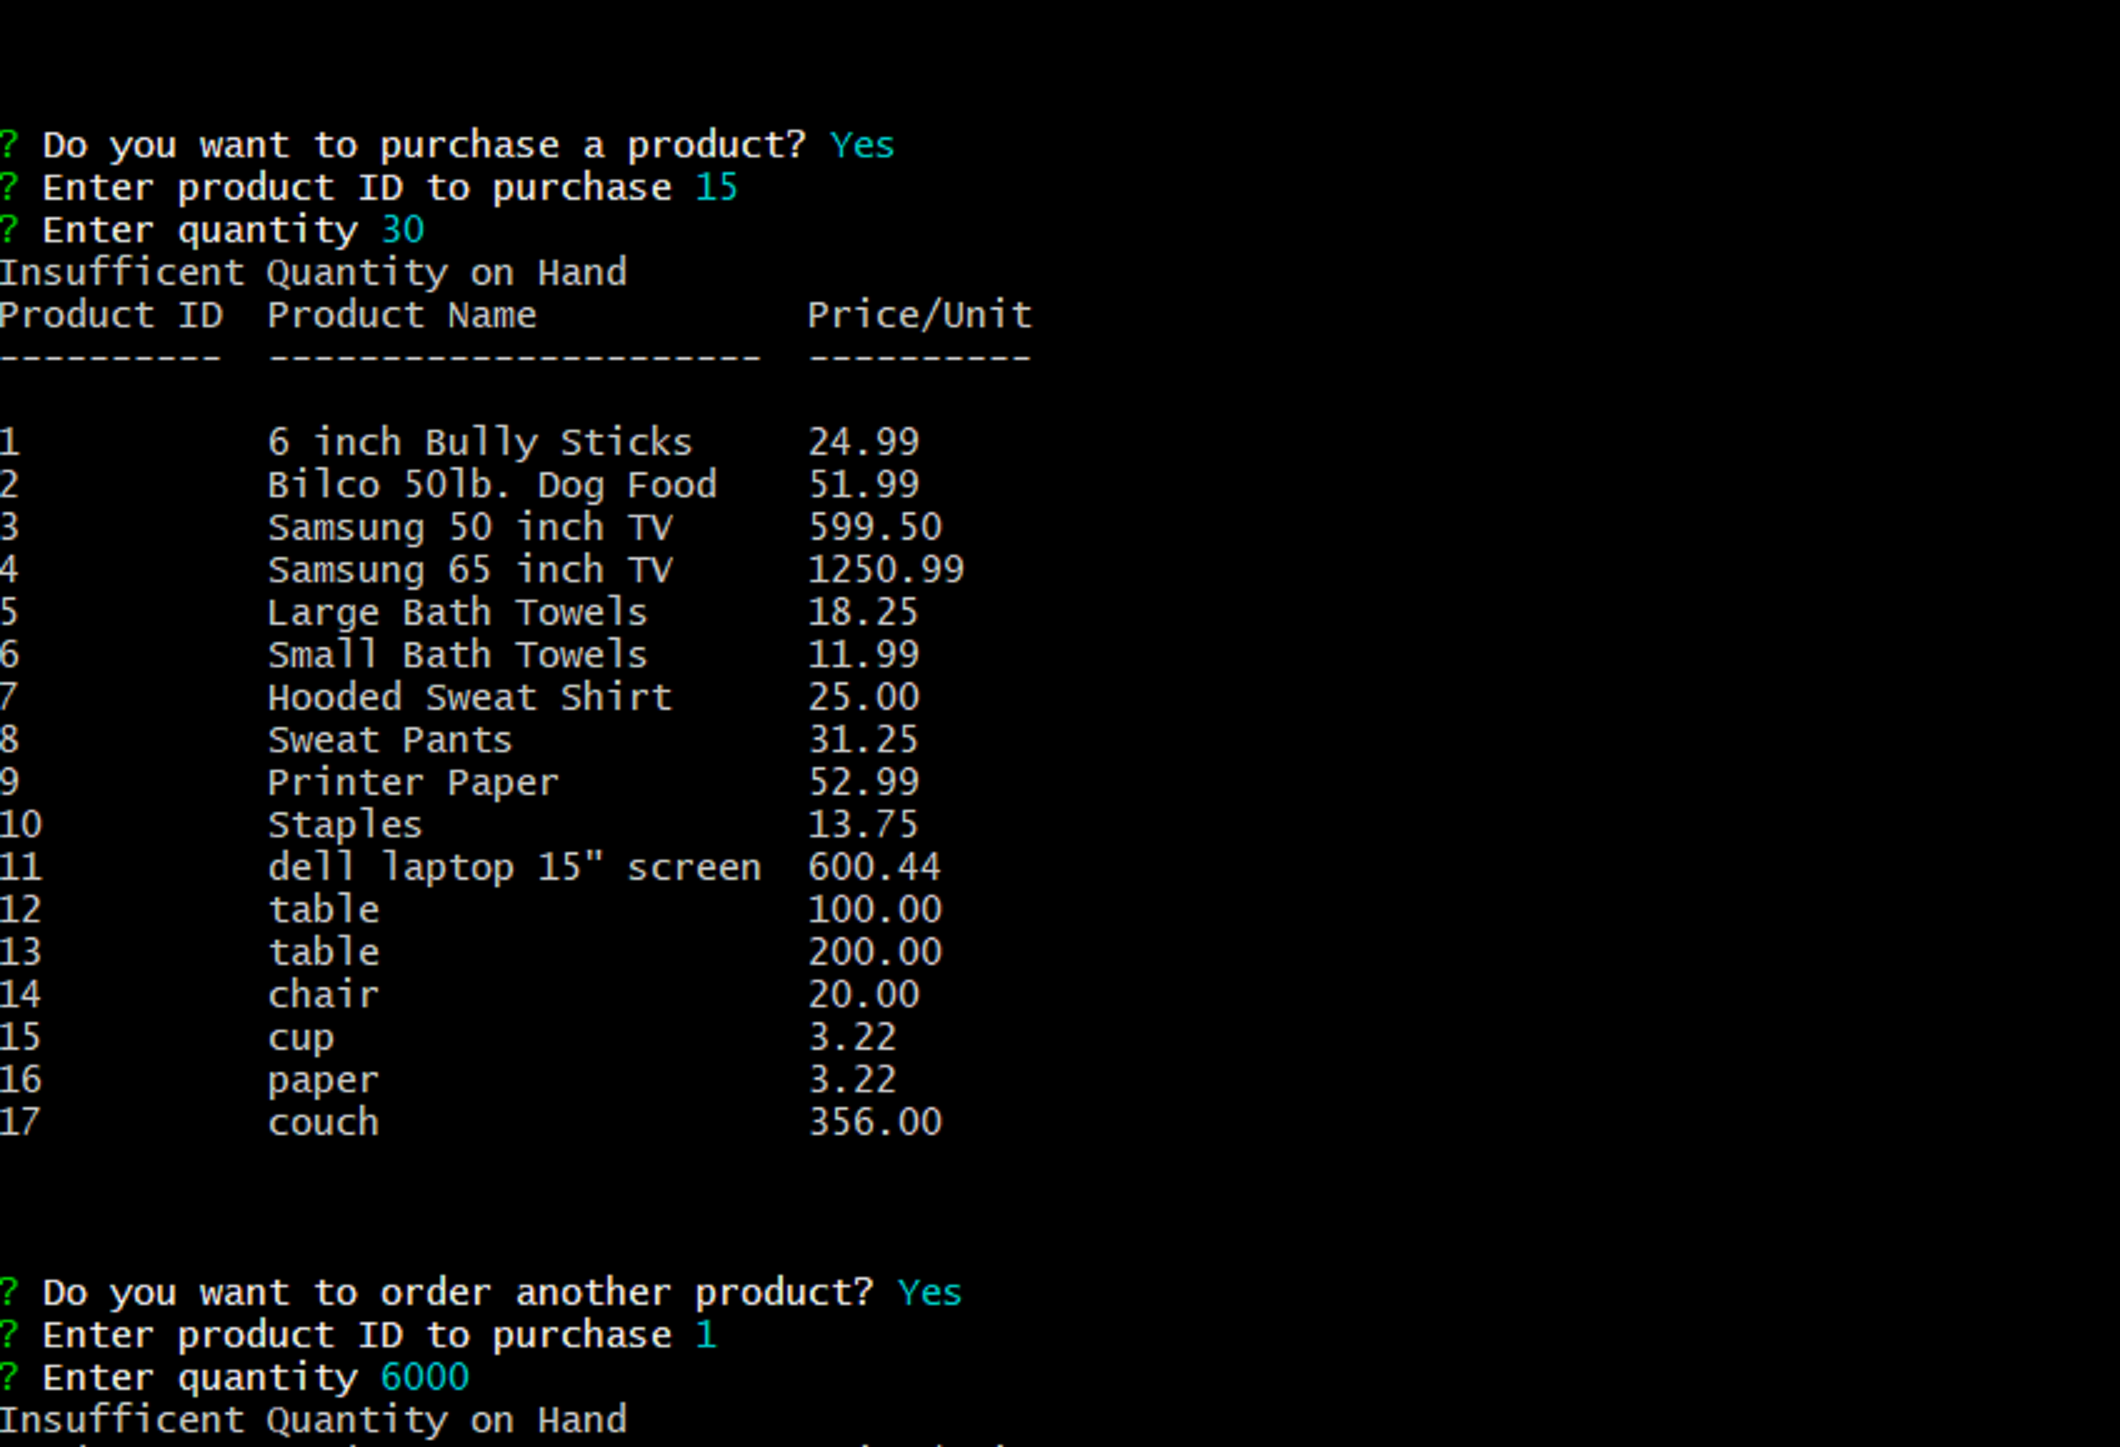 ? Do you want to purchase a product? Yes
? Enter product ID to purchase 15
? Enter quantity 30
Insufficent Quantity on Hand
Product ID  Product Name            Price/Unit
----------  ----------------------  ----------
1           6 inch Bully Sticks     24.99
2           Bilco 50lb. Dog Food    51.99
3           Samsung 50 inch TV      599.50
4           Samsung 65 inch TV      1250.99
5           Large Bath Towels       18.25
6           Small Bath Towels       11.99
7           Hooded Sweat Shirt      25.00
8           Sweat Pants             31.25
9           Printer Paper           52.99
10          Staples                 13.75
11          dell laptop 15" screen  600.44
12          table                   100.00
13          table                   200.00
14          chair                   20.00
15          cup                     3.22
16          paper                   3.22
17          couch                   356.00
? Do you want to order another product? Yes
? Enter product ID to purchase 1
? Enter quantity 6000
Insufficent Quantity on Hand